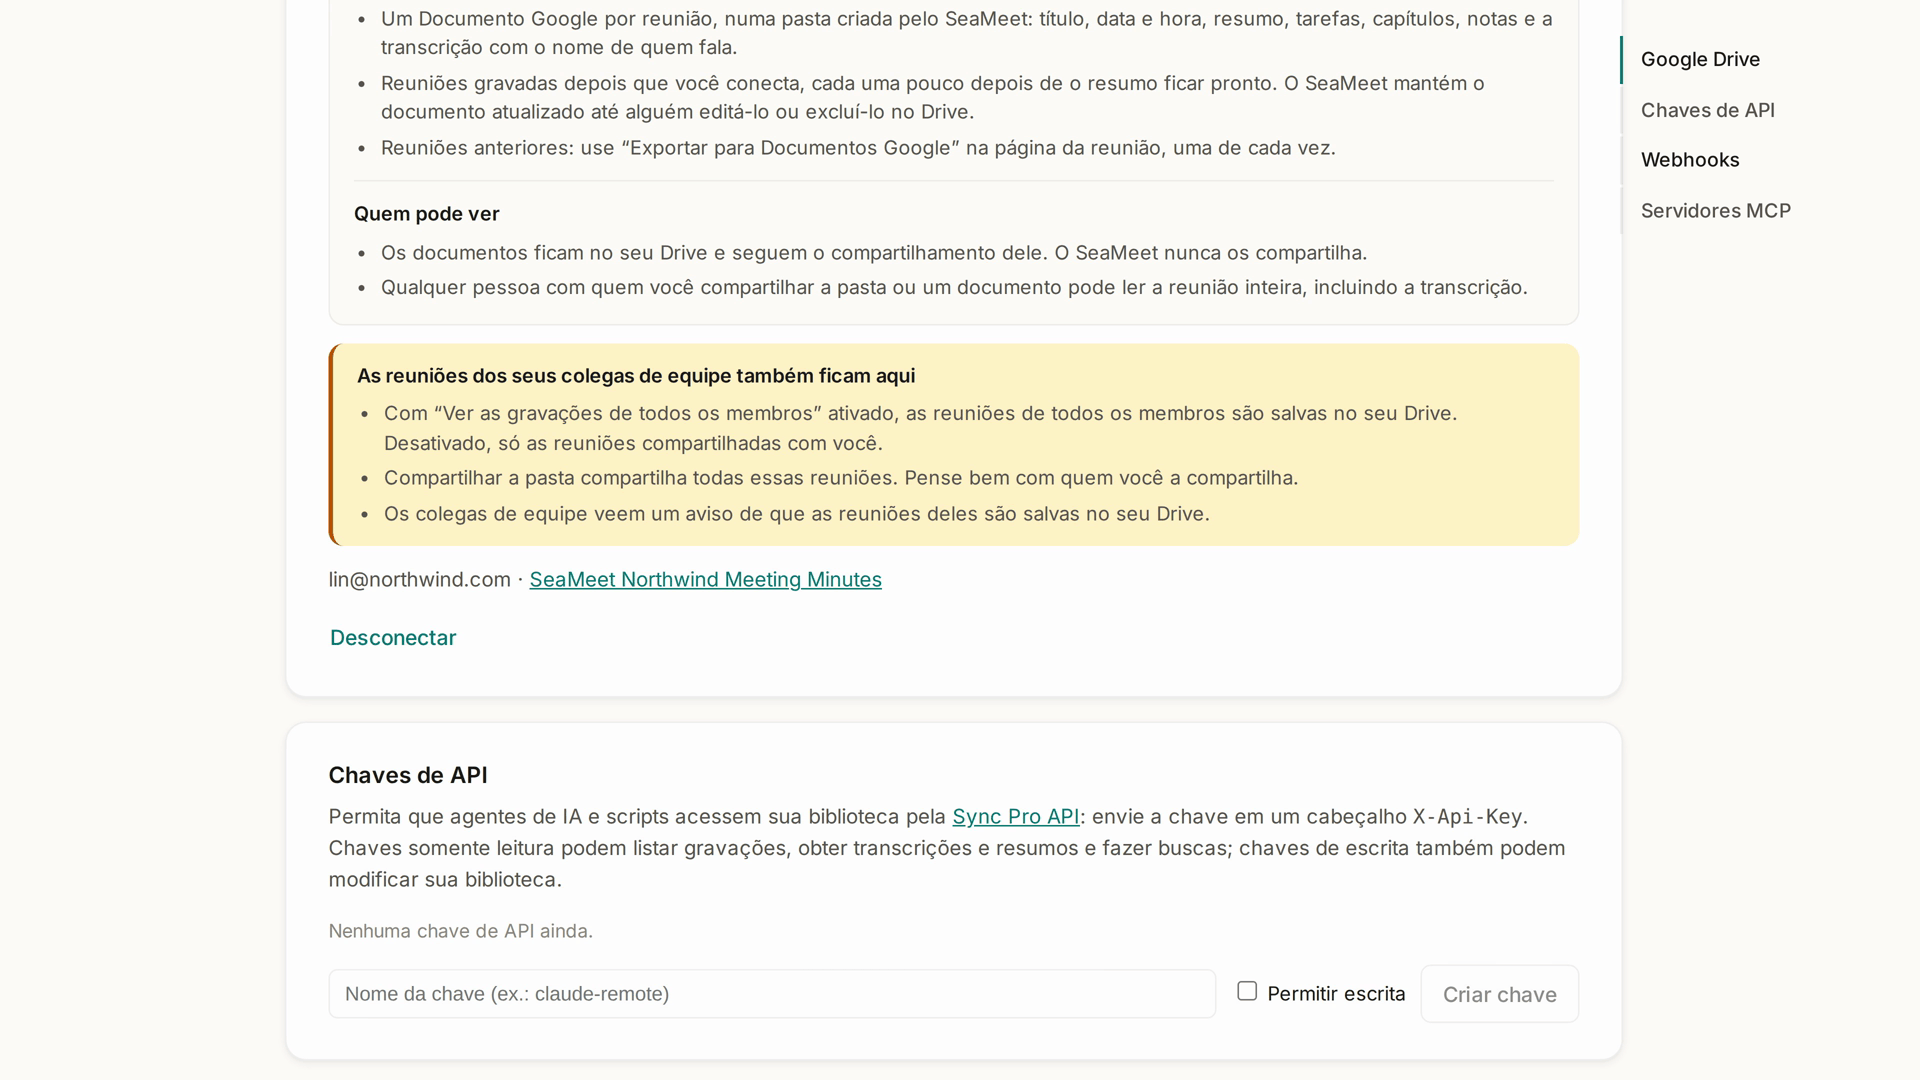 Um Documento Google por reunião, numa pasta criada pelo SeaMeet: título, data e hora, resumo, tarefas, capítulos, notas e a
transcrição com o nome de quem fala.
Reuniões gravadas depois que você conecta, cada uma pouco depois de o resumo ficar pronto. O SeaMeet mantém o
documento atualizado até alguém editá-lo ou excluí-lo no Drive.
Reuniões anteriores: use “Exportar para Documentos Google” na página da reunião, uma de cada vez.
Quem pode ver
Os documentos ficam no seu Drive e seguem o compartilhamento dele. O SeaMeet nunca os compartilha.
Qualquer pessoa com quem você compartilhar a pasta ou um documento pode ler a reunião inteira, incluindo a transcrição.
As reuniões dos seus colegas de equipe também ficam aqui
Com “Ver as gravações de todos os membros” ativado, as reuniões de todos os membros são salvas no seu Drive.
Desativado, só as reuniões compartilhadas com você.
Compartilhar a pasta compartilha todas essas reuniões. Pense bem com quem você a compartilha.
Os colegas de equipe veem um aviso de que as reuniões deles são salvas no seu Drive.
lin@northwind.com · SeaMeet Northwind Meeting Minutes
Desconectar
Chaves de API
Permita que agentes de IA e scripts acessem sua biblioteca pela Sync Pro API: envie a chave em um cabeçalho X-Api-Key.
Chaves somente leitura podem listar gravações, obter transcrições e resumos e fazer buscas; chaves de escrita também podem
modificar sua biblioteca.
Nenhuma chave de API ainda.
Nome da chave (ex.: claude-remote)
Permitir escrita
Criar chave
Google Drive
Chaves de API
Webhooks
Servidores MCP